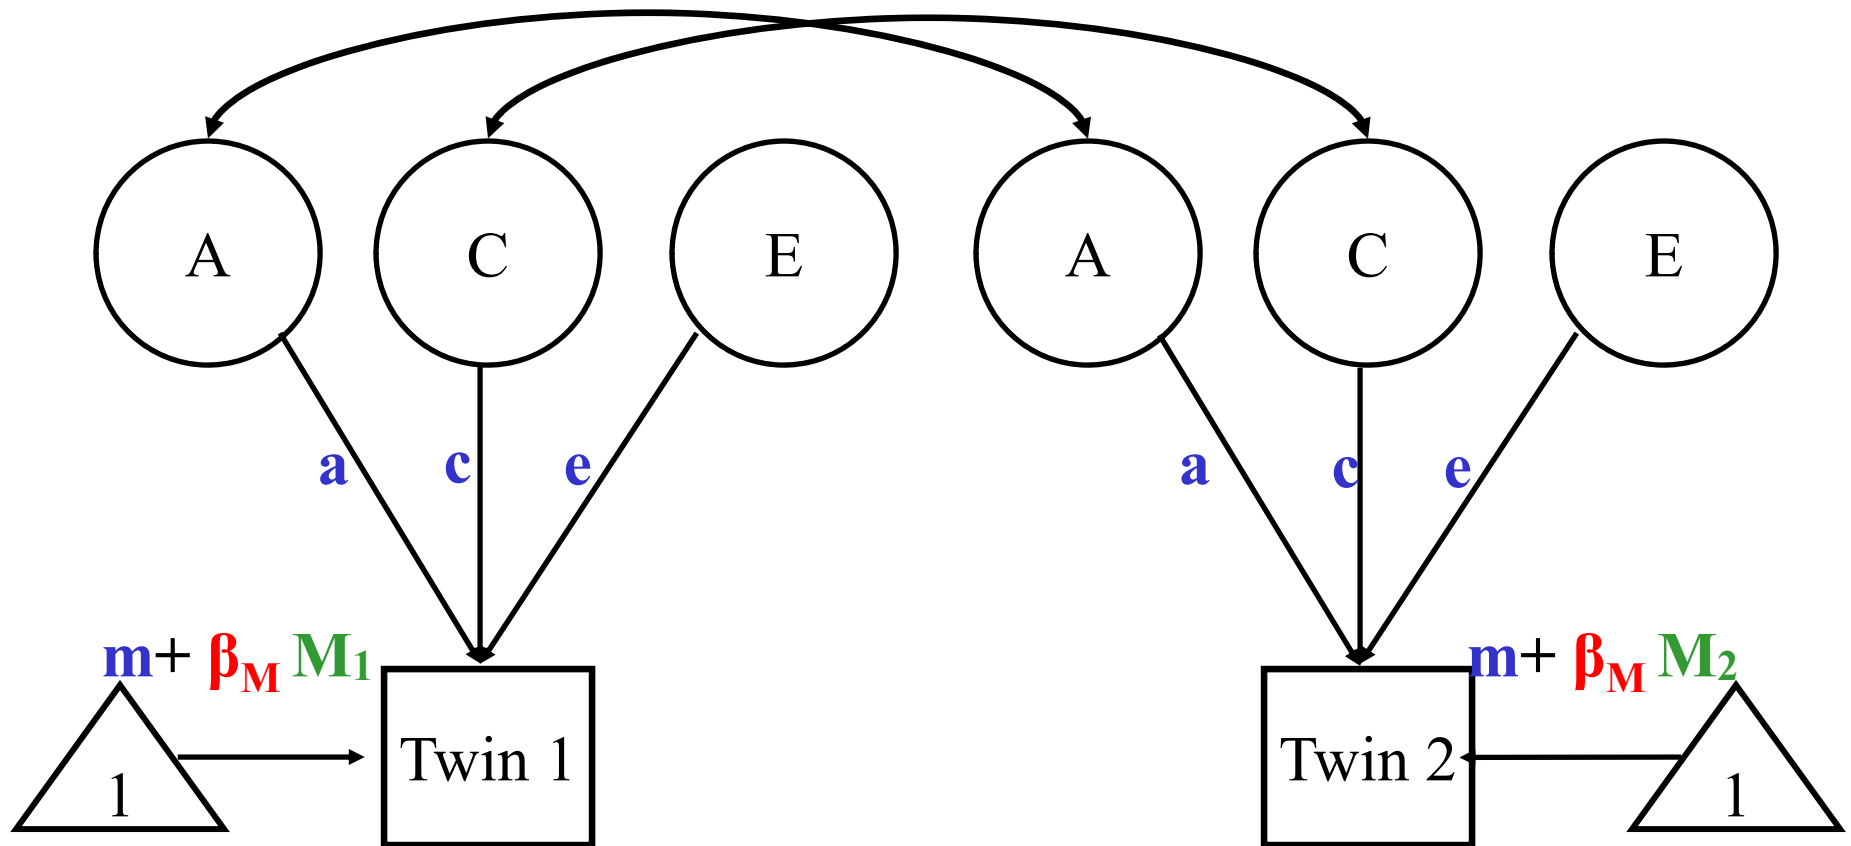 A C E A C E
a c e a c e
m+ βM M1 m+ βM M2
1 Twin 1 Twin 2 1